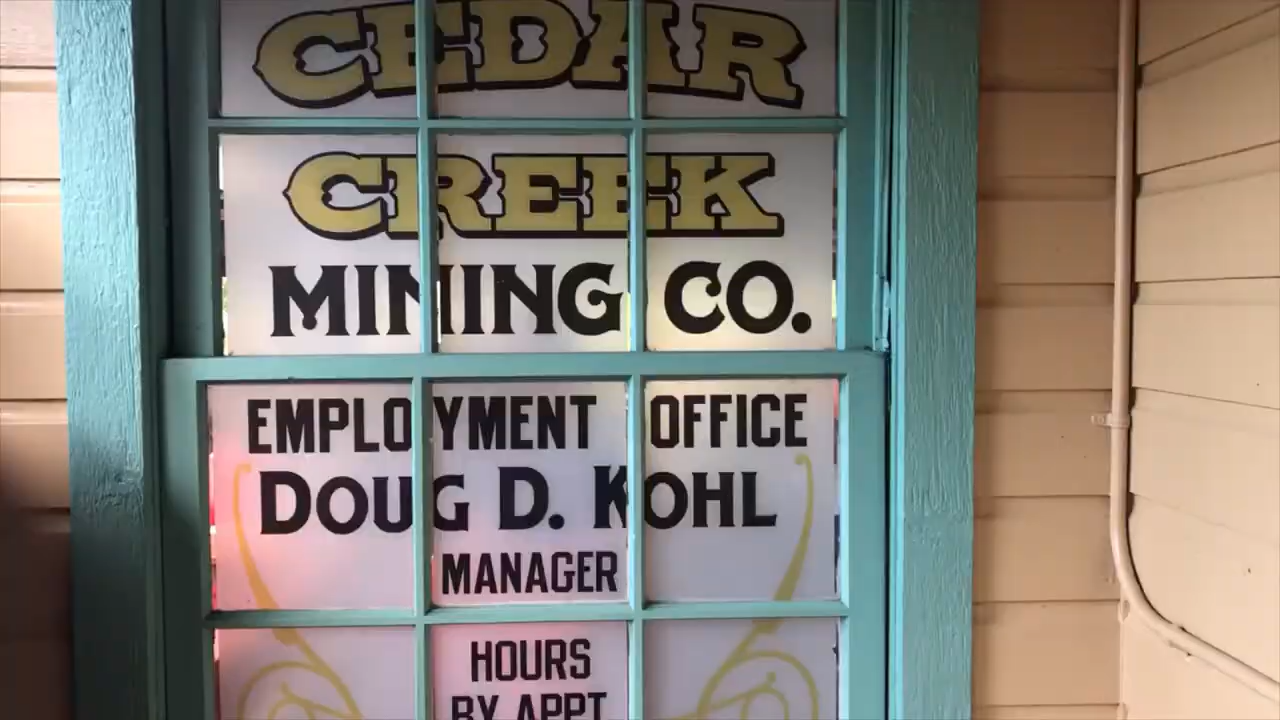 CEDAR
CREEK
MINING CO.
EMPLOYMENT OFFICE
DOUG D. KOHL
MANAGER
HOURS
BY APPT